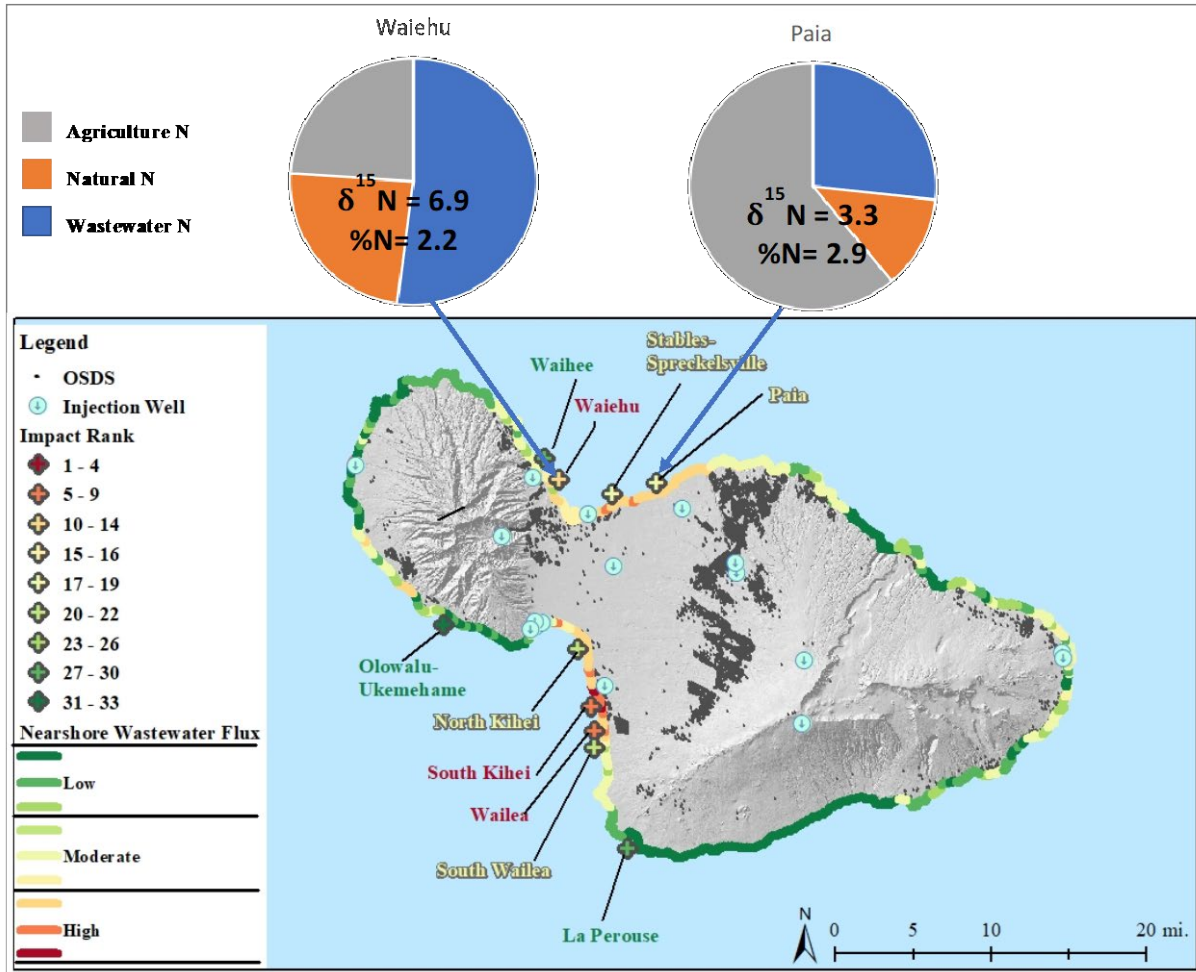 Waiehu
Paia
Agriculture N
Natural N
Wastewater N
δ15N = 6.9
%N= 2.2
δ15N = 3.3
%N= 2.9
Legend
OSDS
Injection Well
Impact Rank
1 - 4
5 - 9
10 - 14
15 - 16
17 - 19
20 - 22
23 - 26
27 - 30
31 - 33
Nearshore Wastewater Flux
Low
Moderate
High
Waihee
Waiehu
Stables-
Spreckelsville
Paia
Olowalu-
Ukemehame
North Kihei
South Kihei
Wailea
South Wailea
La Perouse
N
0 5 10 20 mi.